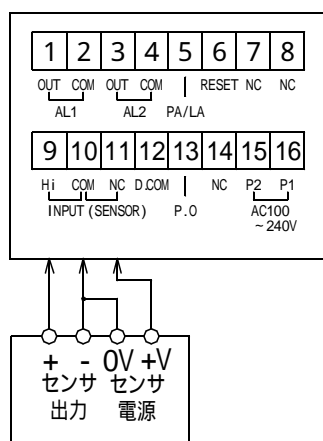 1 2 3 4 5 6 7 8
OUT COM OUT COM RESET NC NC
AL1 AL2 PA/LA
9 10 11 12 13 14 15 16
Hi COM NC D.COM NC P2 P1
INPUT (SENSOR) P.O AC100
~240V
+ - 0V +V
センサ センサ
出力 電源